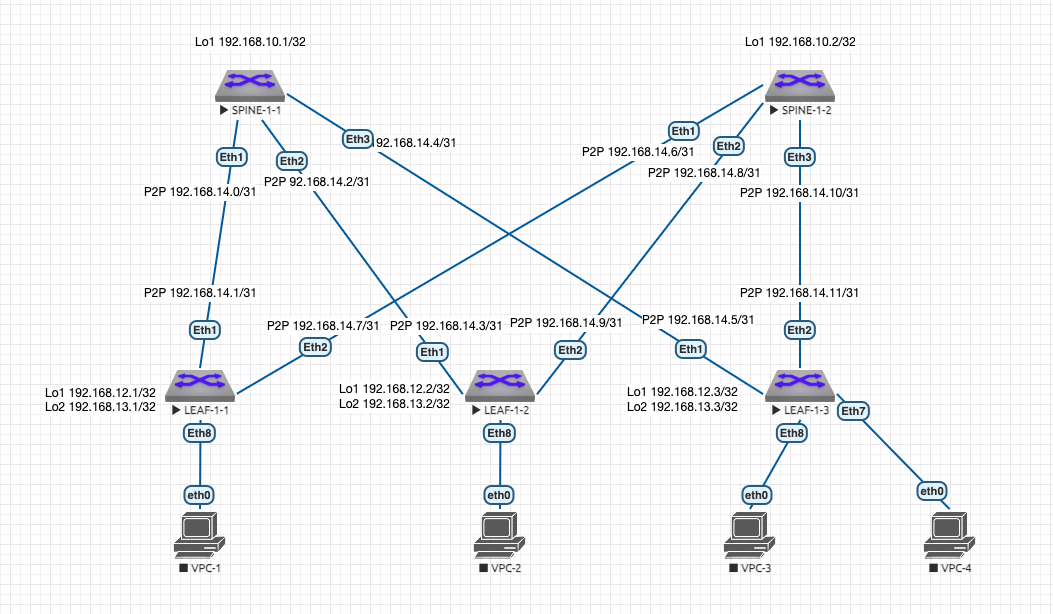 Lo1 192.168.10.1/32
Lo1 192.168.10.2/32
SPINE-1-1
SPINE-1-2
Eth3
92.168.14.4/31
Eth1
Eth2
Eth1
Eth2
Eth3
P2P 192.168.14.6/31
P2P 192.168.14.8/31
P2P 92.168.14.2/31
P2P 192.168.14.0/31
P2P 192.168.14.10/31
P2P 192.168.14.1/31
P2P 192.168.14.11/31
P2P 192.168.14.7/31
P2P 192.168.14.3/31
P2P 192.168.14.9/31
P2P 192.168.14.5/31
Eth1
Eth2
Eth1
Eth2
Eth1
Eth2
Lo1 192.168.12.1/32
Lo2 192.168.13.1/32
LEAF-1-1
Lo1 192.168.12.2/32
Lo2 192.168.13.2/32
LEAF-1-2
Lo1 192.168.12.3/32
Lo2 192.168.13.3/32
LEAF-1-3
Eth7
Eth8
Eth8
Eth8
eth0
eth0
eth0
eth0
VPC-1
VPC-2
VPC-3
VPC-4